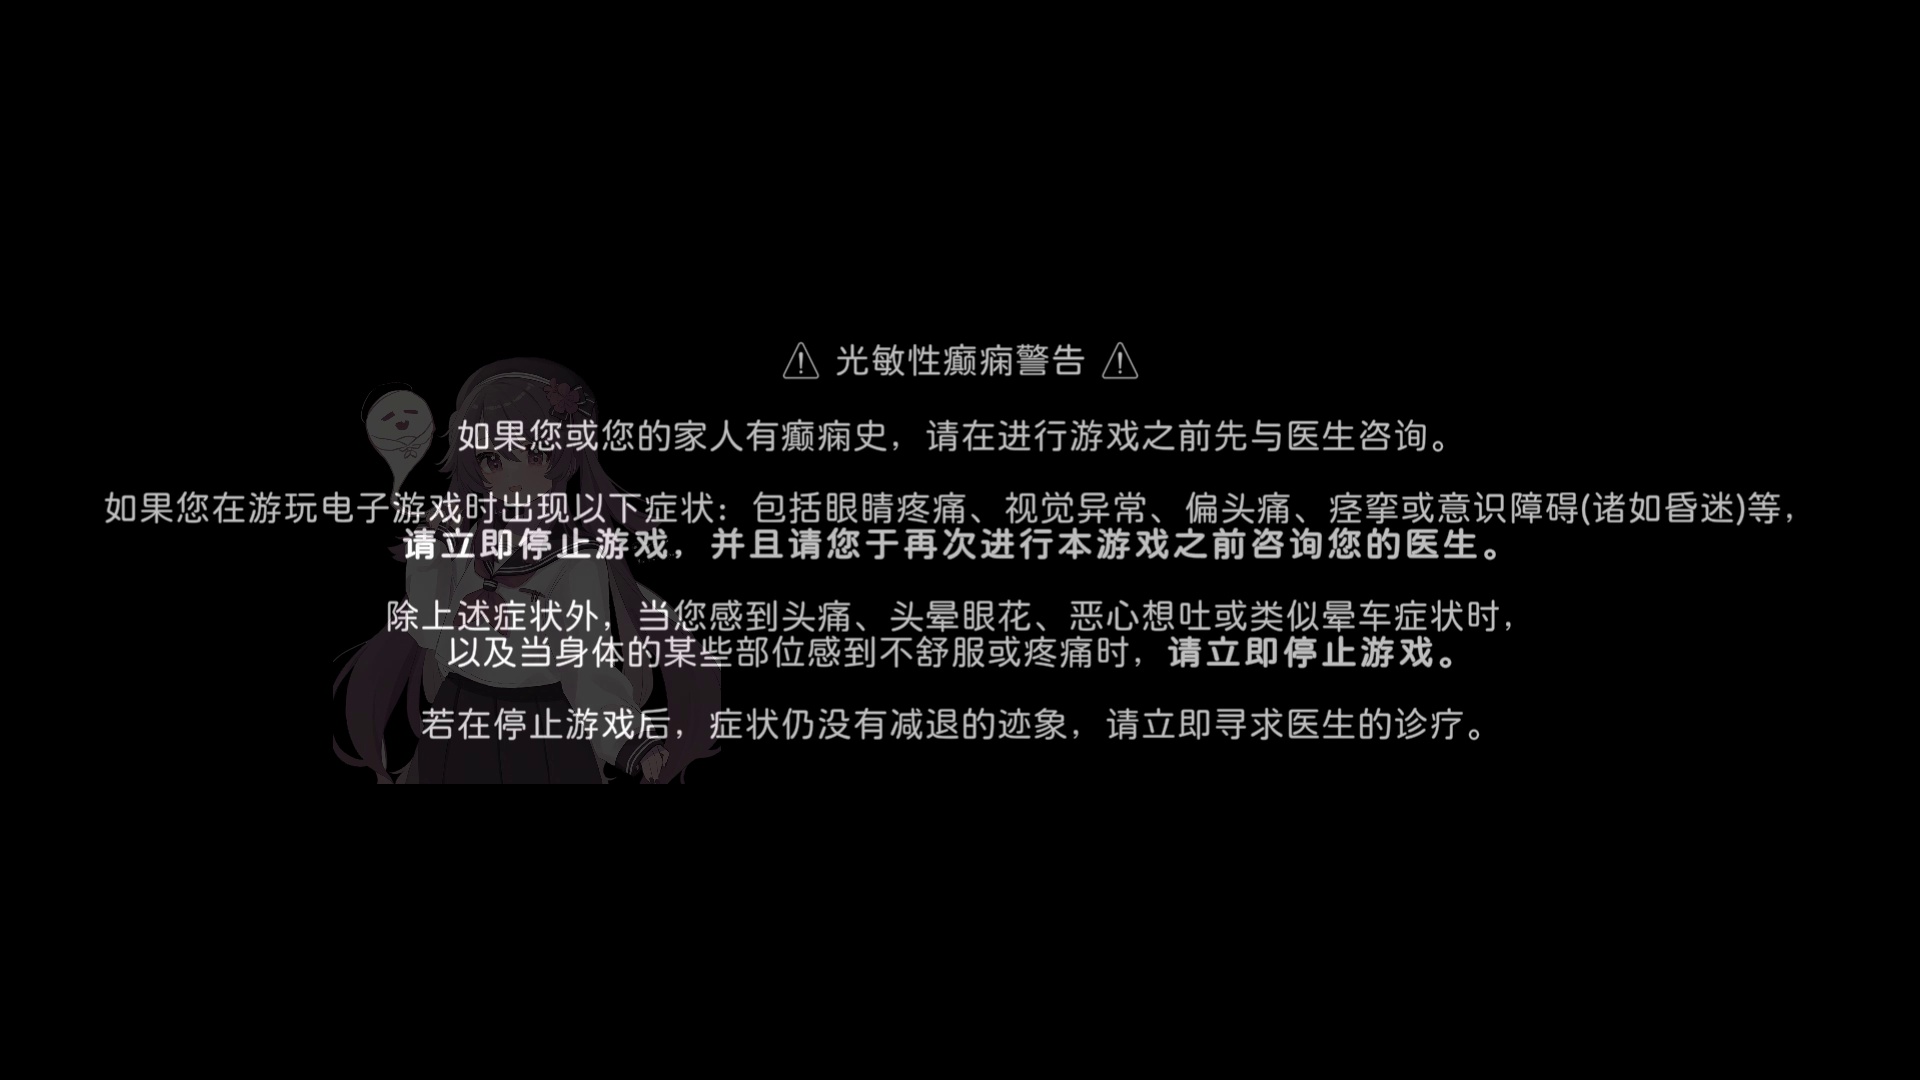 ⚠ 光敏性癫痫警告 ⚠
如果您或您的家人有癫痫史，请在进行游戏之前先与医生咨询。
如果您在游玩电子游戏时出现以下症状：包括眼睛疼痛、视觉异常、偏头痛、痉挛或意识障碍(诸如昏迷)等，
请立即停止游戏，并且请您于再次进行本游戏之前咨询您的医生。
除上述症状外，当您感到头痛、头晕眼花、恶心想吐或类似晕车症状时，
以及当身体的某些部位感到不舒服或疼痛时，请立即停止游戏。
若在停止游戏后，症状仍没有减退的迹象，请立即寻求医生的诊疗。